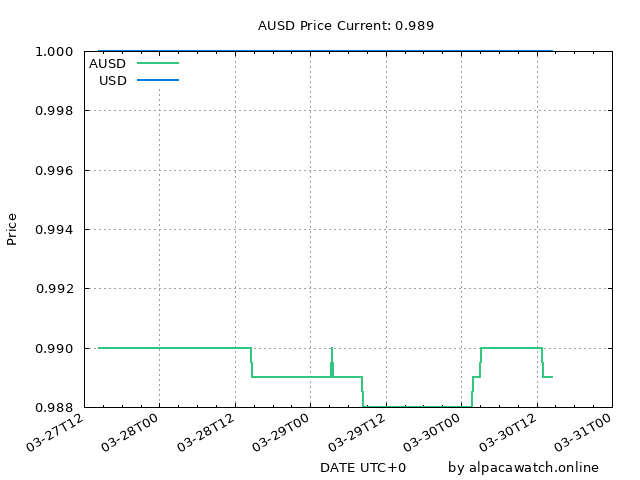 AUSD Price Current: 0.989
1.000
0.998
0.996
0.994
0.992
0.990
0.988
Price
AUSD
USD
03-27T12
03-28T00
03-28T12
03-29T00
03-29T12
03-30T00
03-30T12
03-31T00
DATE UTC+0
by alpacawatch.online